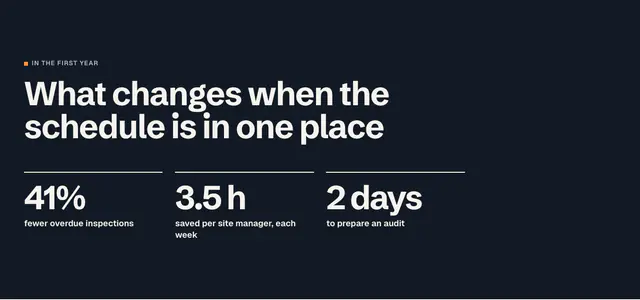 IN THE FIRST YEAR
What changes when the
schedule is in one place
41%
fewer overdue inspections
3.5 h
saved per site manager, each
week
2 days
to prepare an audit